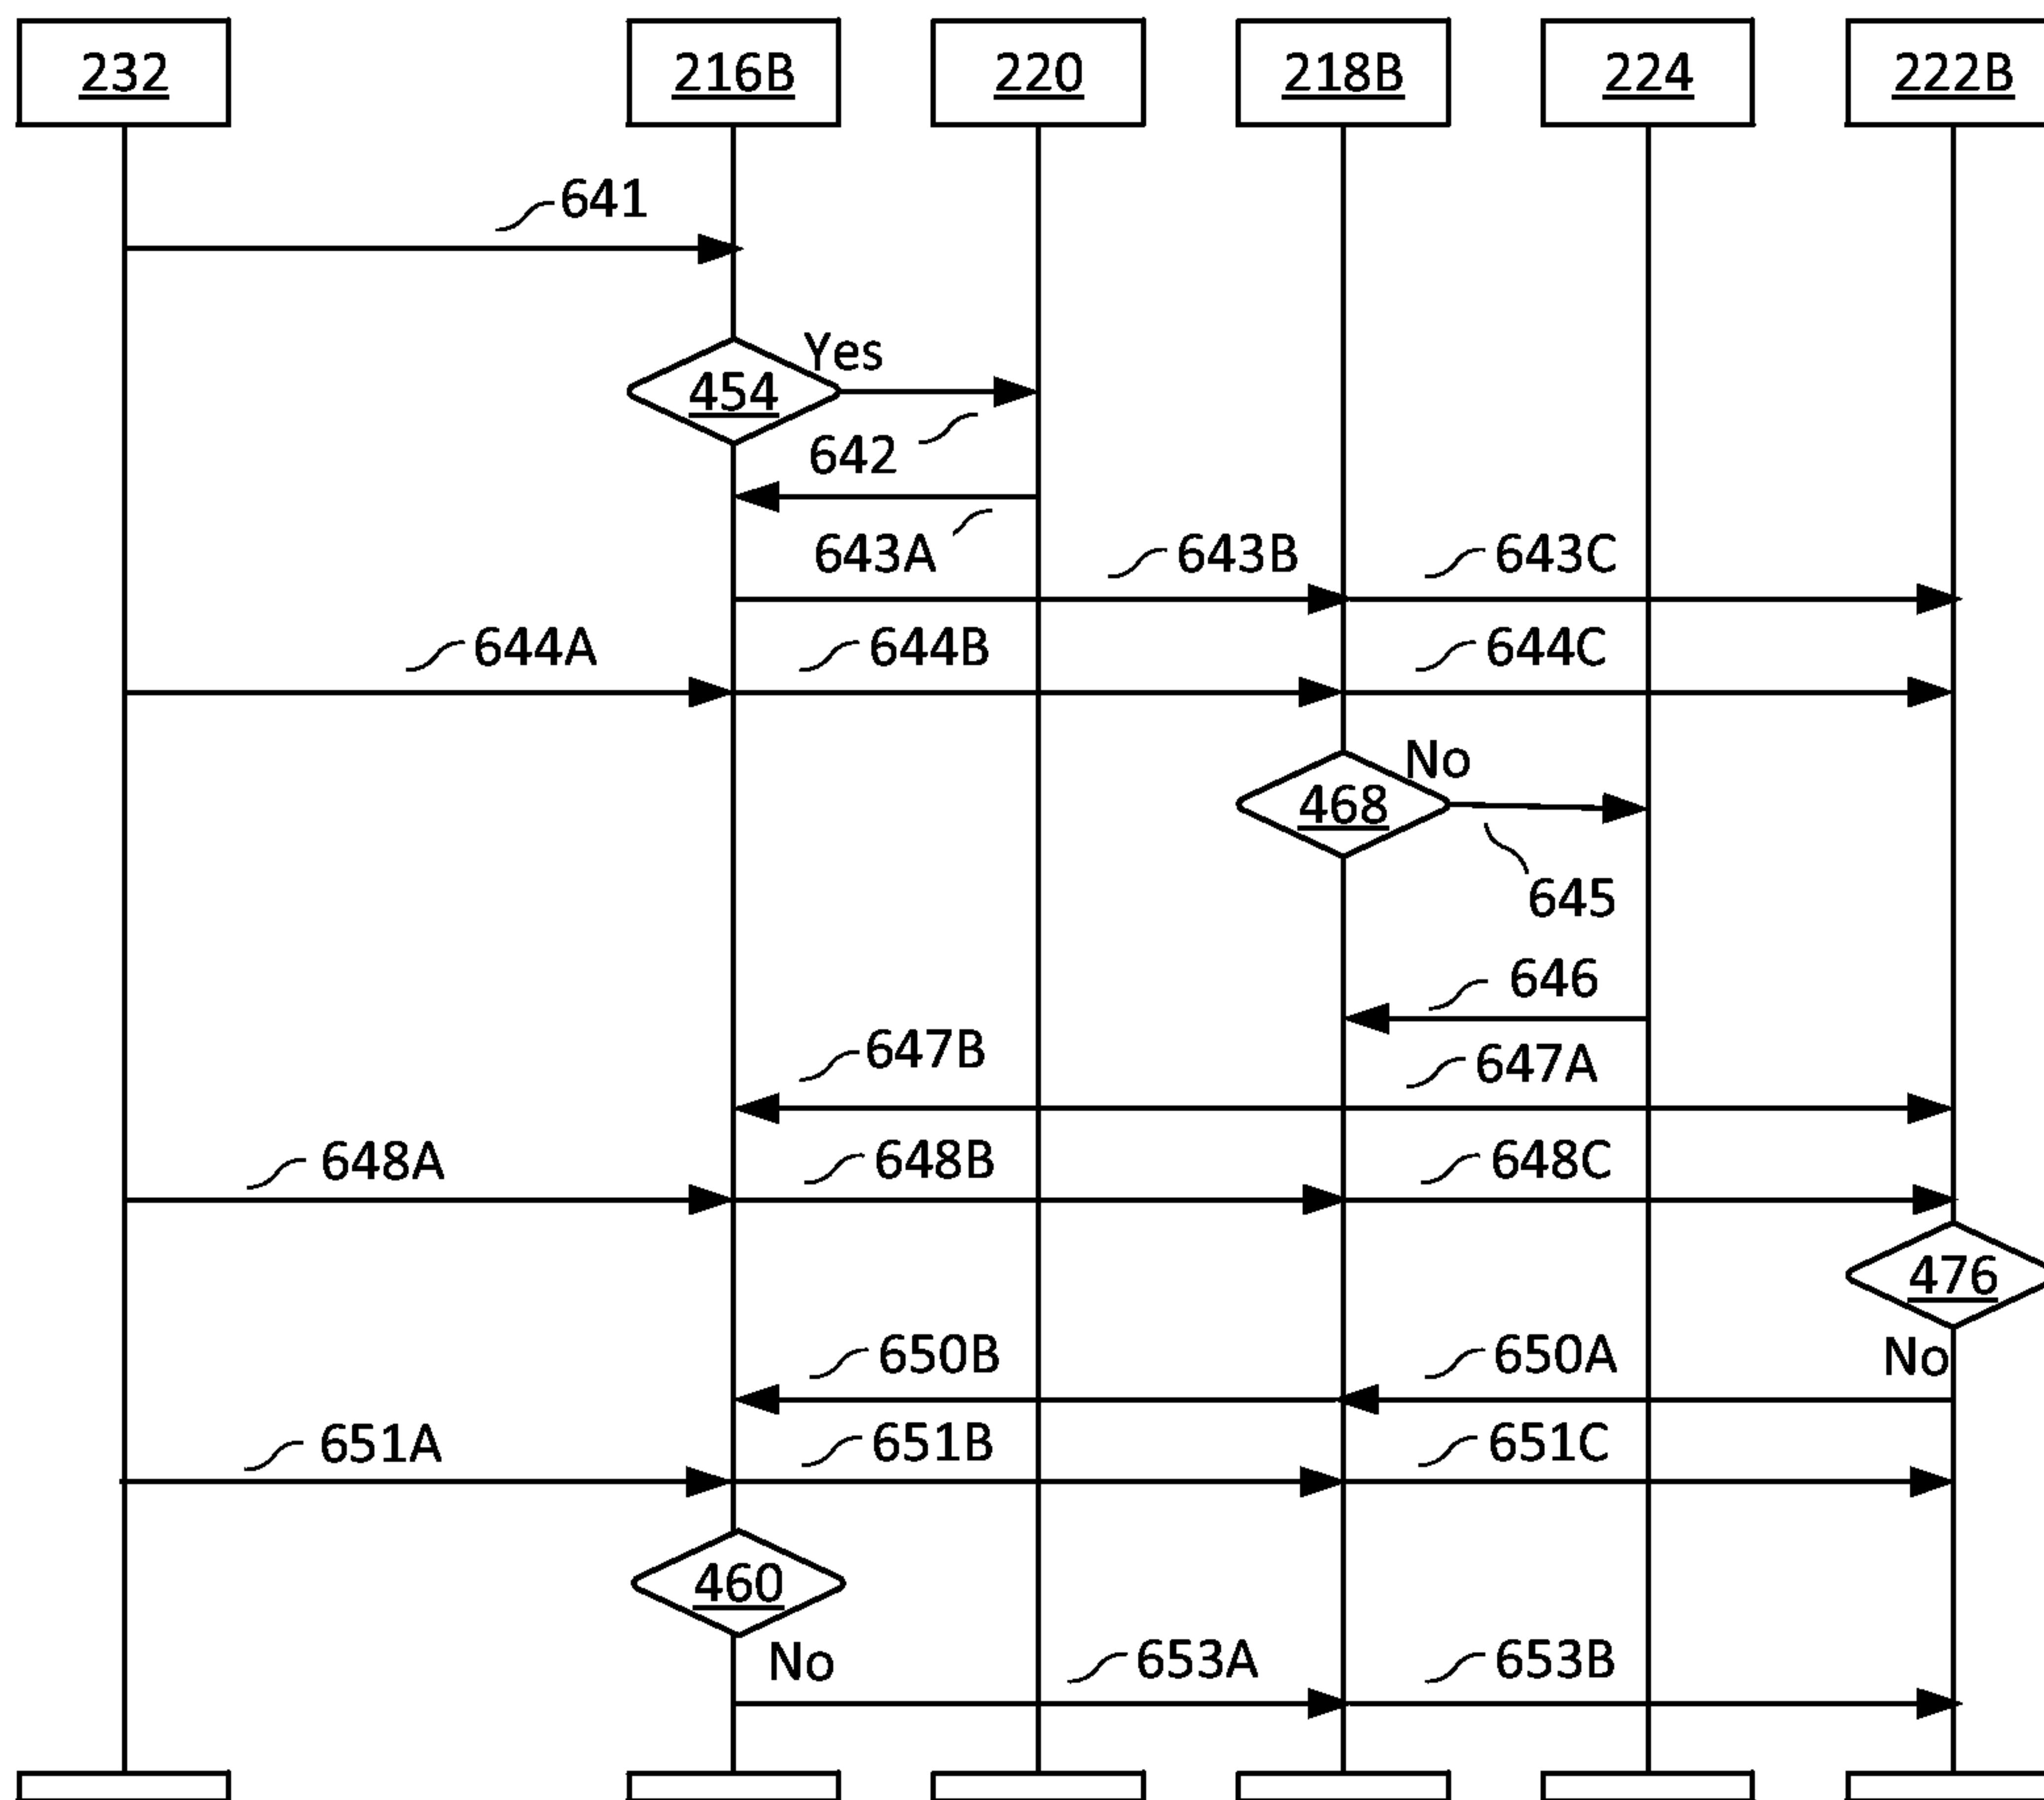 232 216B 220 218B 224 222B
641
Yes
454
642
643A 643B 643C
644A 644B 644C
No
468
645
646
647B 647A
648A 648B 648C
476
650B 650A No
651A 651B 651C
460
No 653A 653B